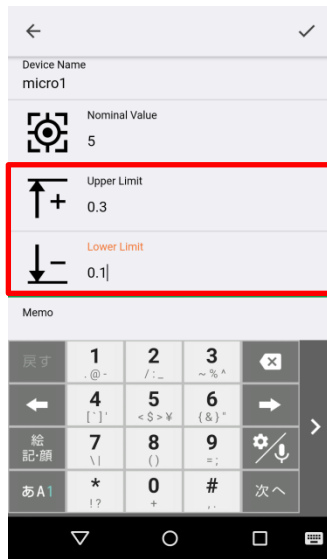 Device Name
micro1
Nominal Value
5
Upper Limit
+ 0.3
Lower Limit
- 0.1
Memo
戻す 1 2 3
. @ - / : _ ~ % ^
4 5 6
[ ` ] ' < $ > ¥ { & } "
絵記・顔 7 8 9
\ | ( ) = ;
あA1 * 0 # 次へ
! ? + , .